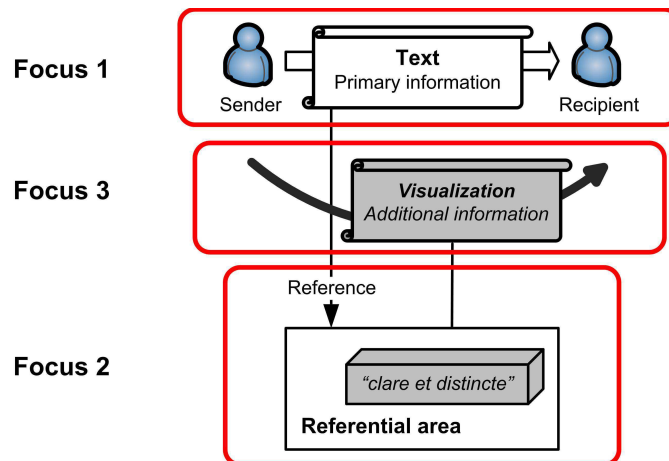 Focus 1
Text
Primary information
Sender
Recipient
Focus 3
Visualization
Additional information
Reference
Focus 2
“clare et distincte”
Referential area